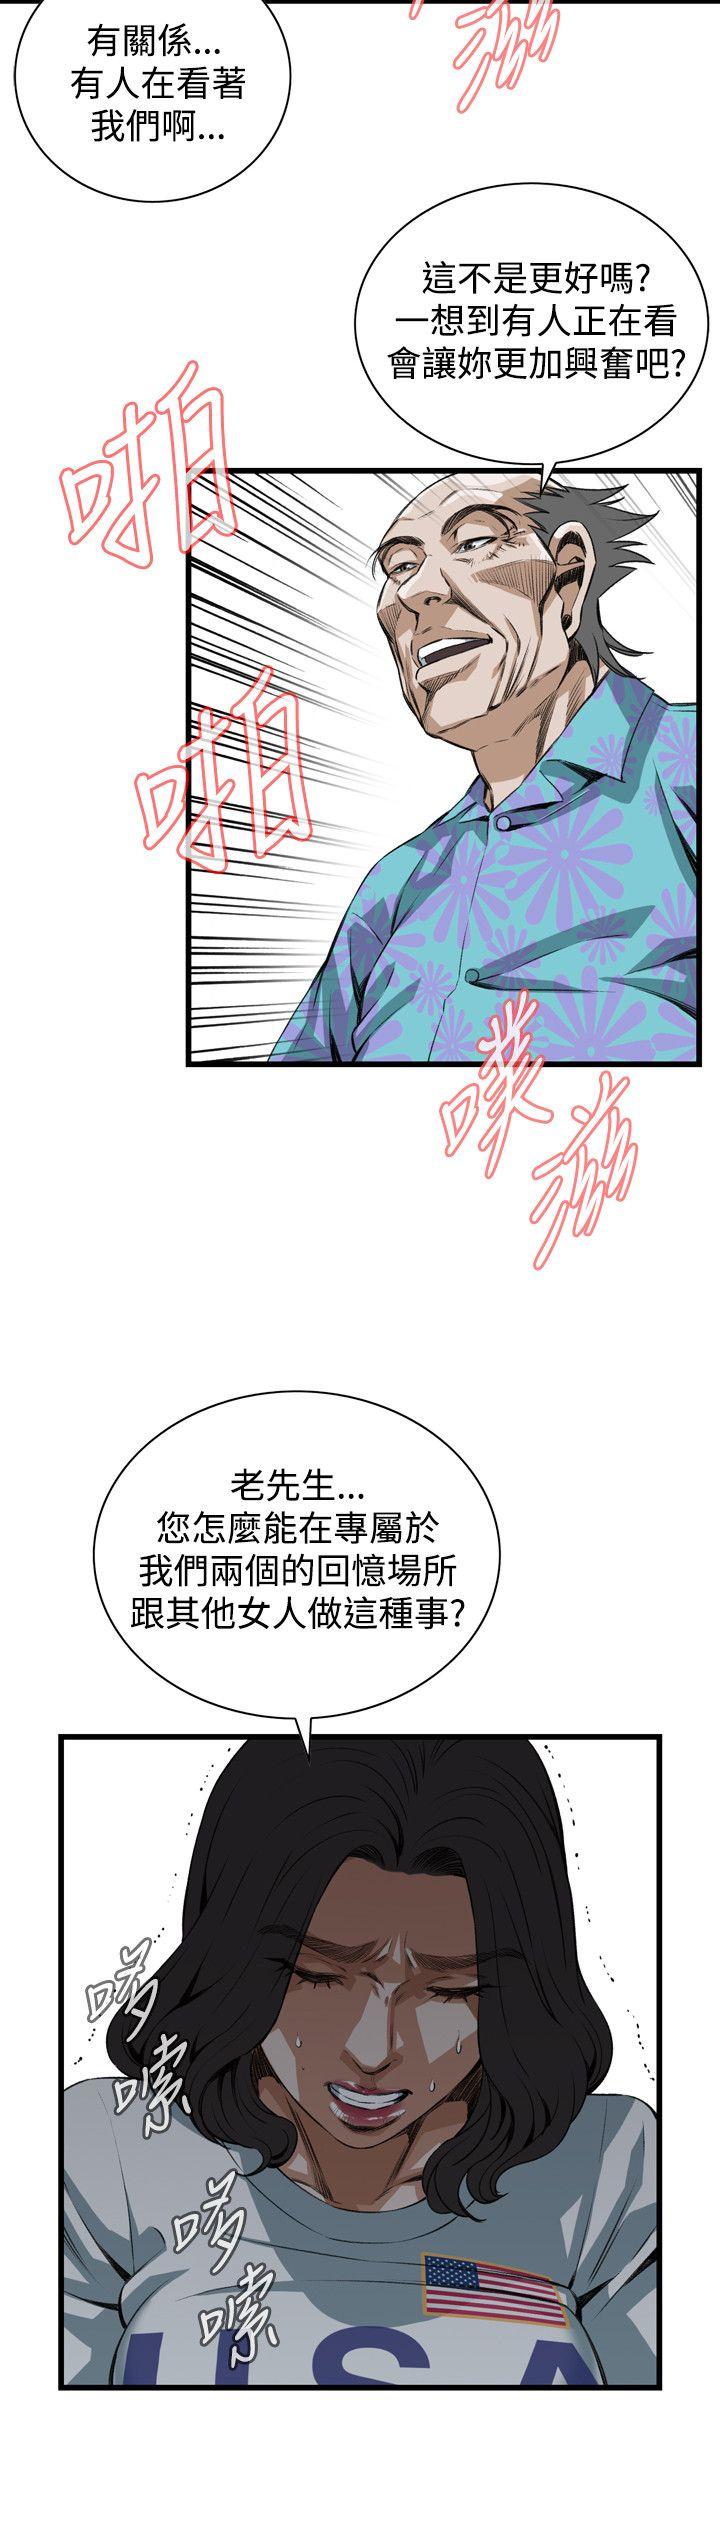 有關係...
有人在看著
我們啊...
這不是更好嗎?
一想到有人正在看
會讓妳更加興奮吧?
啪
啪
噗
滋
老先生...
您怎麼能在專屬於
我們兩個的回憶場所
跟其他女人做這種事?
哆
嗦
哆
嗦
USA